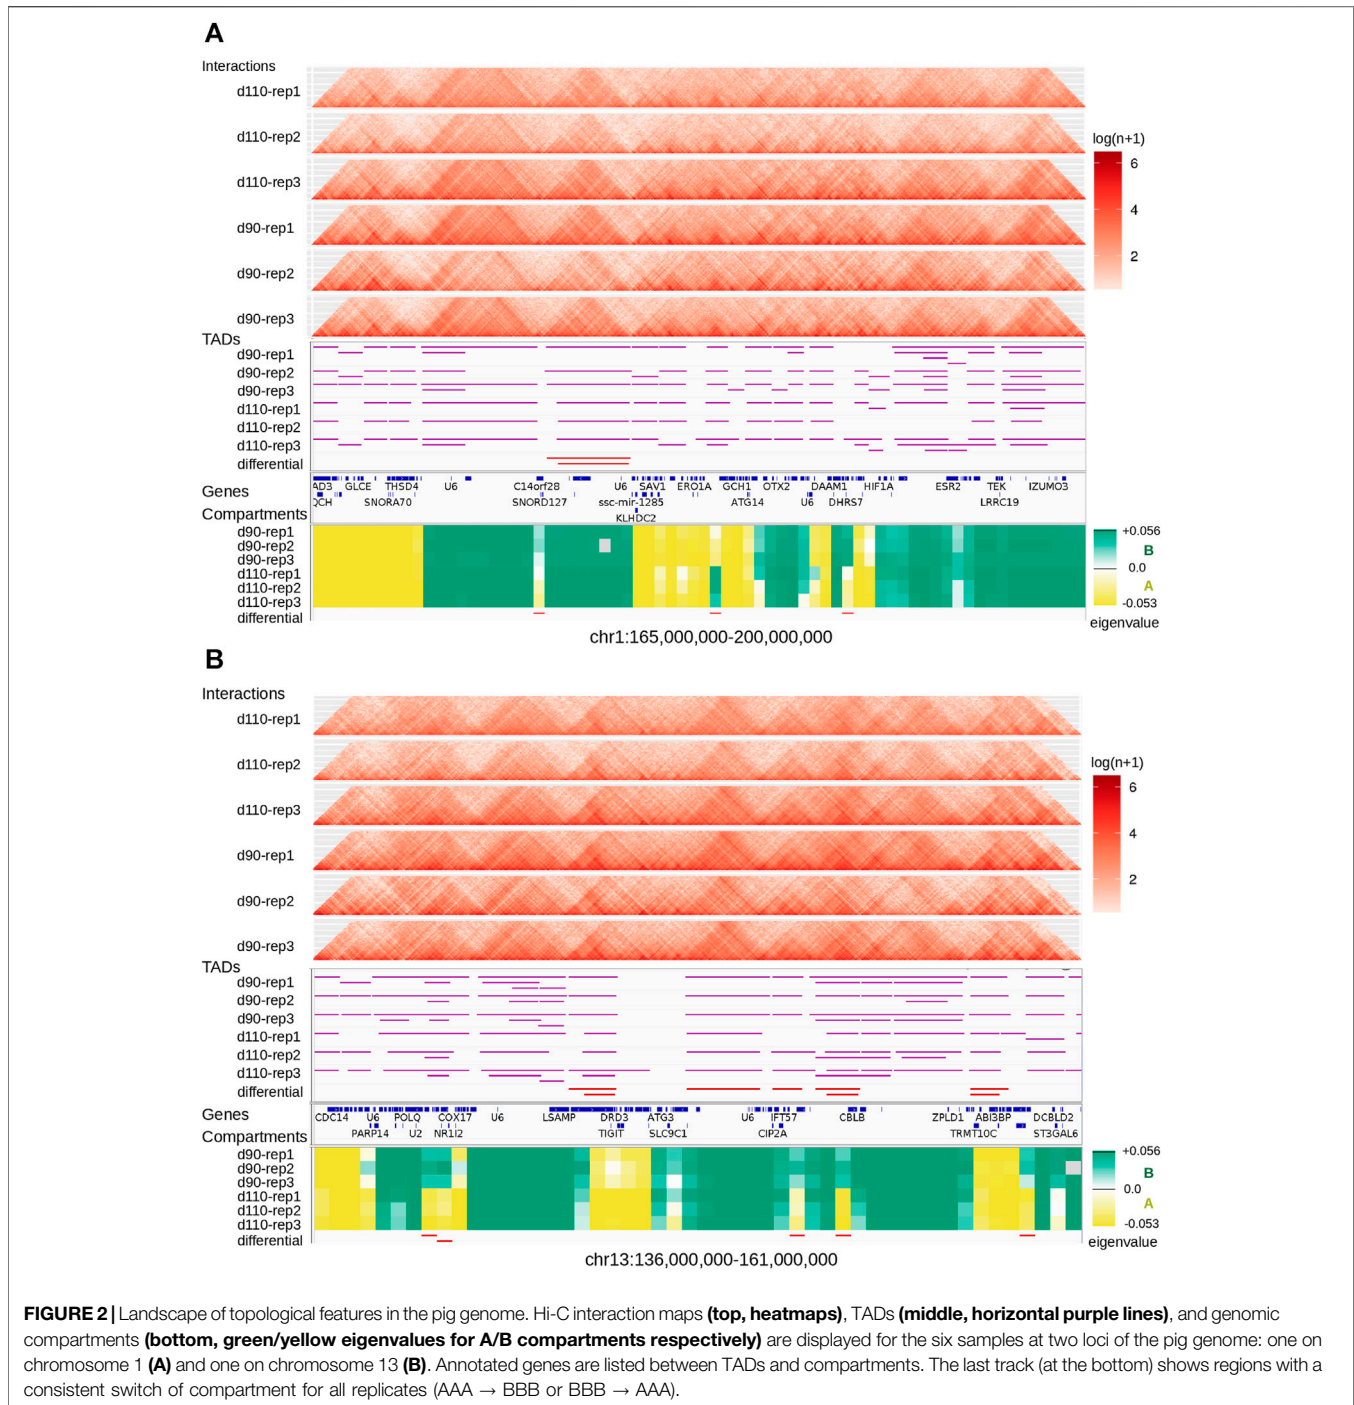 A
Interactions
d110-rep1
d110-rep2
d110-rep3
d90-rep1
d90-rep2
d90-rep3
log(n+1)
6
4
2
TADs
d90-rep1
d90-rep2
d90-rep3
d110-rep1
d110-rep2
d110-rep3
differential
Genes
AD3 GLCE THSD4 U6 C14orf28 U6 SAV1 ERO1A GCH1 OTX2 DAAM1 HIF1A ESR2 TEK IZUMO3
QCH SNORA70 SNORD127 ssc-mir-1285 ATG14 U6 DHRS7 LRRC19
KLHDC2
Compartments
d90-rep1
d90-rep2
d90-rep3
d110-rep1
d110-rep2
d110-rep3
differential
+0.056
B
0.0
A
-0.053
eigenvalue
chr1:165,000,000-200,000,000
B
Interactions
d110-rep1
d110-rep2
d110-rep3
d90-rep1
d90-rep2
d90-rep3
log(n+1)
6
4
2
TADs
d90-rep1
d90-rep2
d90-rep3
d110-rep1
d110-rep2
d110-rep3
differential
Genes
CDC14 U6 POLQ COX17 U6 LSAMP DRD3 ATG3 U6 IFT57 CBLB ZPLD1 ABI3BP DCBLD2
PARP14 U2 NR1I2 TIGIT SLC9C1 CIP2A TRMT10C ST3GAL6
Compartments
d90-rep1
d90-rep2
d90-rep3
d110-rep1
d110-rep2
d110-rep3
differential
+0.056
B
0.0
A
-0.053
eigenvalue
chr13:136,000,000-161,000,000
FIGURE 2 | Landscape of topological features in the pig genome. Hi-C interaction maps (top, heatmaps), TADs (middle, horizontal purple lines), and genomic
compartments (bottom, green/yellow eigenvalues for A/B compartments respectively) are displayed for the six samples at two loci of the pig genome: one on
chromosome 1 (A) and one on chromosome 13 (B). Annotated genes are listed between TADs and compartments. The last track (at the bottom) shows regions with a
consistent switch of compartment for all replicates (AAA → BBB or BBB → AAA).